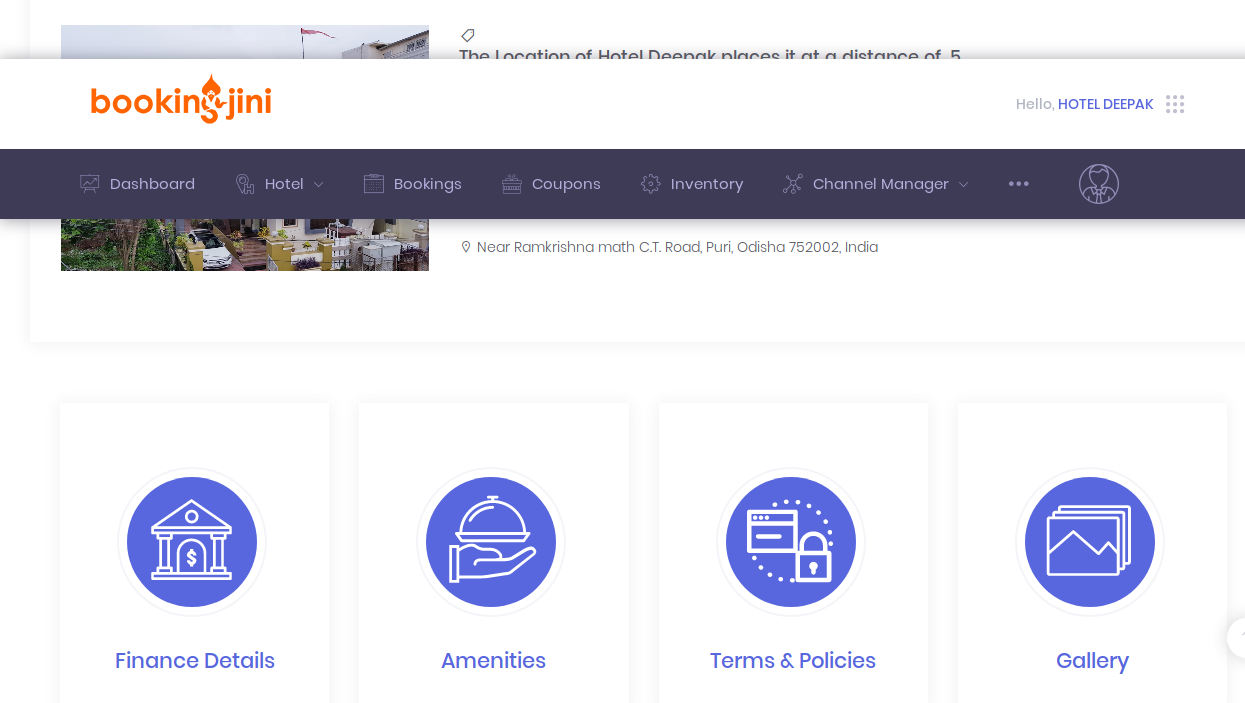 The Location of Hotel Deepak places it at a distance of .5
bookingjini
Hello, HOTEL DEEPAK
Dashboard
Hotel
Bookings
Coupons
Inventory
Channel Manager
Near Ramkrishna math C.T. Road, Puri, Odisha 752002, India
$
Finance Details
Amenities
Terms & Policies
Gallery